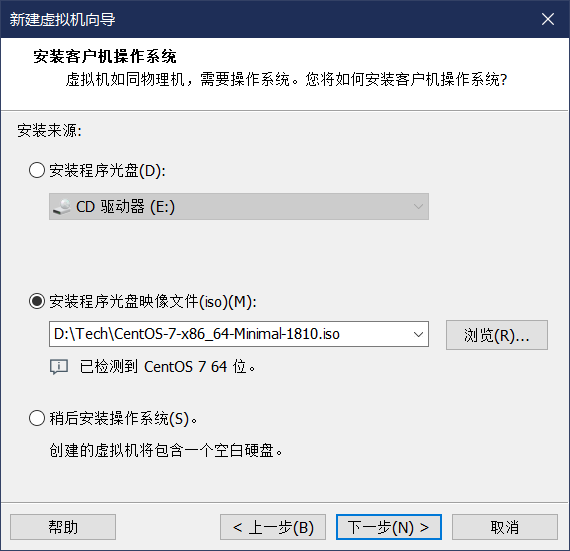 新建虚拟机向导
安装客户机操作系统
虚拟机如同物理机，需要操作系统。您将如何安装客户机操作系统?
安装来源:
安装程序光盘(D):
CD 驱动器 (E:)
安装程序光盘映像文件(iso)(M):
D:\Tech\CentOS-7-x86_64-Minimal-1810.iso
浏览(R)...
已检测到 CentOS 7 64 位。
稍后安装操作系统(S)。
创建的虚拟机将包含一个空白硬盘。
帮助
< 上一步(B)
下一步(N) >
取消